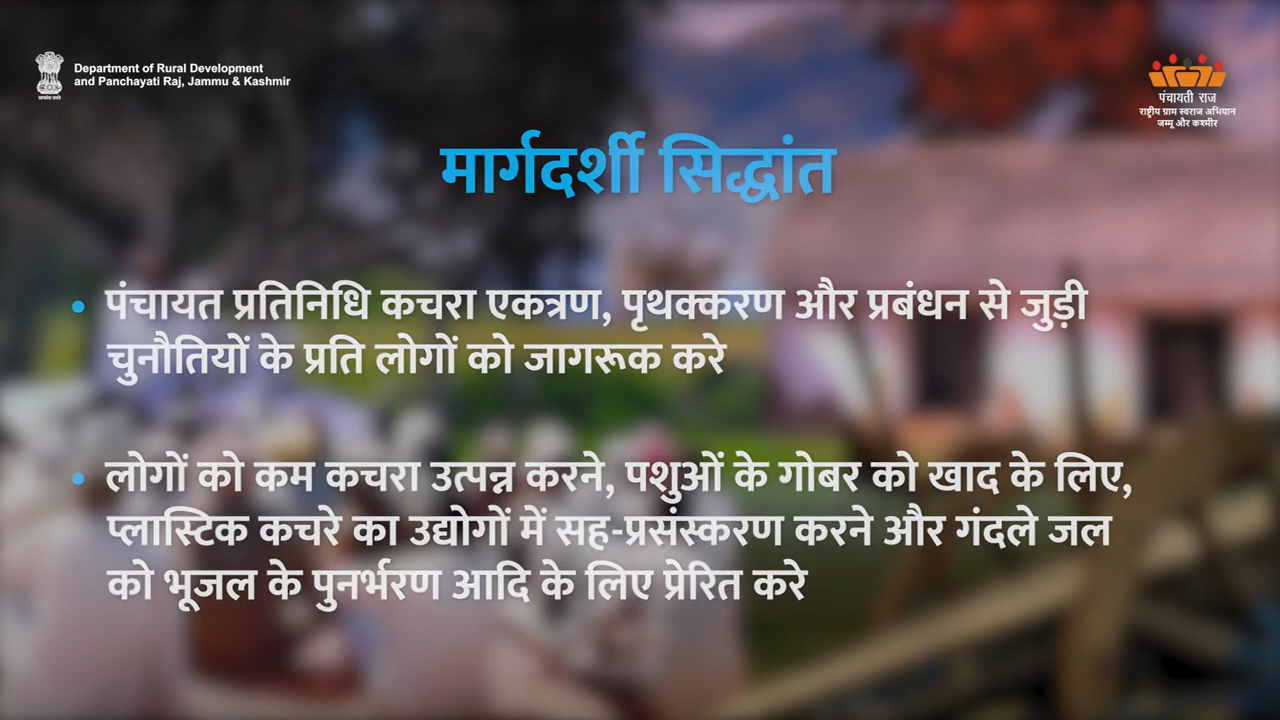 Department of Rural Development
and Panchayati Raj, Jammu & Kashmir
पंचायती राज
राष्ट्रीय ग्राम स्वराज अभियान
जम्मू और कश्मीर
मार्गदर्शी सिद्धांत
• पंचायत प्रतिनिधि कचरा एकत्रण, पृथक्करण और प्रबंधन से जुड़ी
चुनौतियों के प्रति लोगों को जागरूक करे
• लोगों को कम कचरा उत्पन्न करने, पशुओं के गोबर को खाद के लिए,
प्लास्टिक कचरे का उद्योगों में सह-प्रसंस्करण करने और गंदले जल
को भूजल के पुनर्भरण आदि के लिए प्रेरित करे